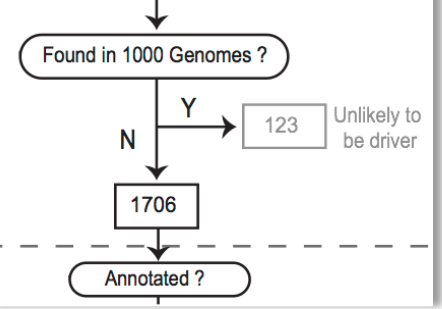 Found in 1000 Genomes ?
Y
123
Unlikely to
be driver
N
1706
Annotated ?